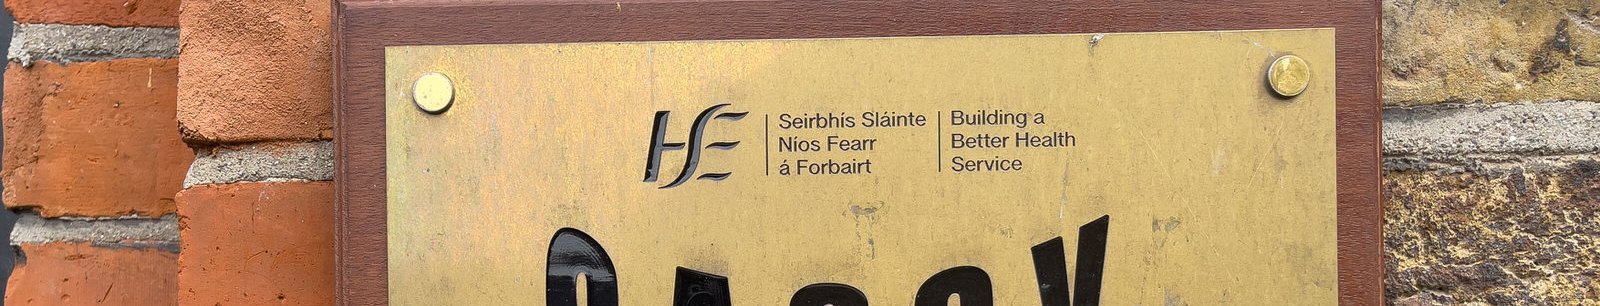 HSE
Seirbhís Sláinte
Níos Fearr
á Forbairt
Building a
Better Health
Service